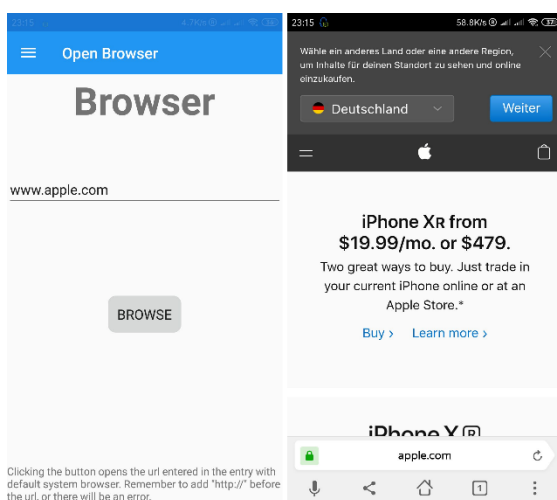 23:15
4.7K/s
Open Browser
Browser
www.apple.com
BROWSE
Clicking the button opens the url entered in the entry with
default system browser. Remember to add "http://" before
the url, or there will be an error.
23:15
58.8K/s
37
Wähle ein anderes Land oder eine andere Region,
um Inhalte für deinen Standort zu sehen und online
einzukaufen.
Deutschland
Weiter
iPhone XR from
$19.99/mo. or $479.
Two great ways to buy. Just trade in
your current iPhone online or at an
Apple Store.*
Buy >
Learn more >
iPhone XR
apple.com
1